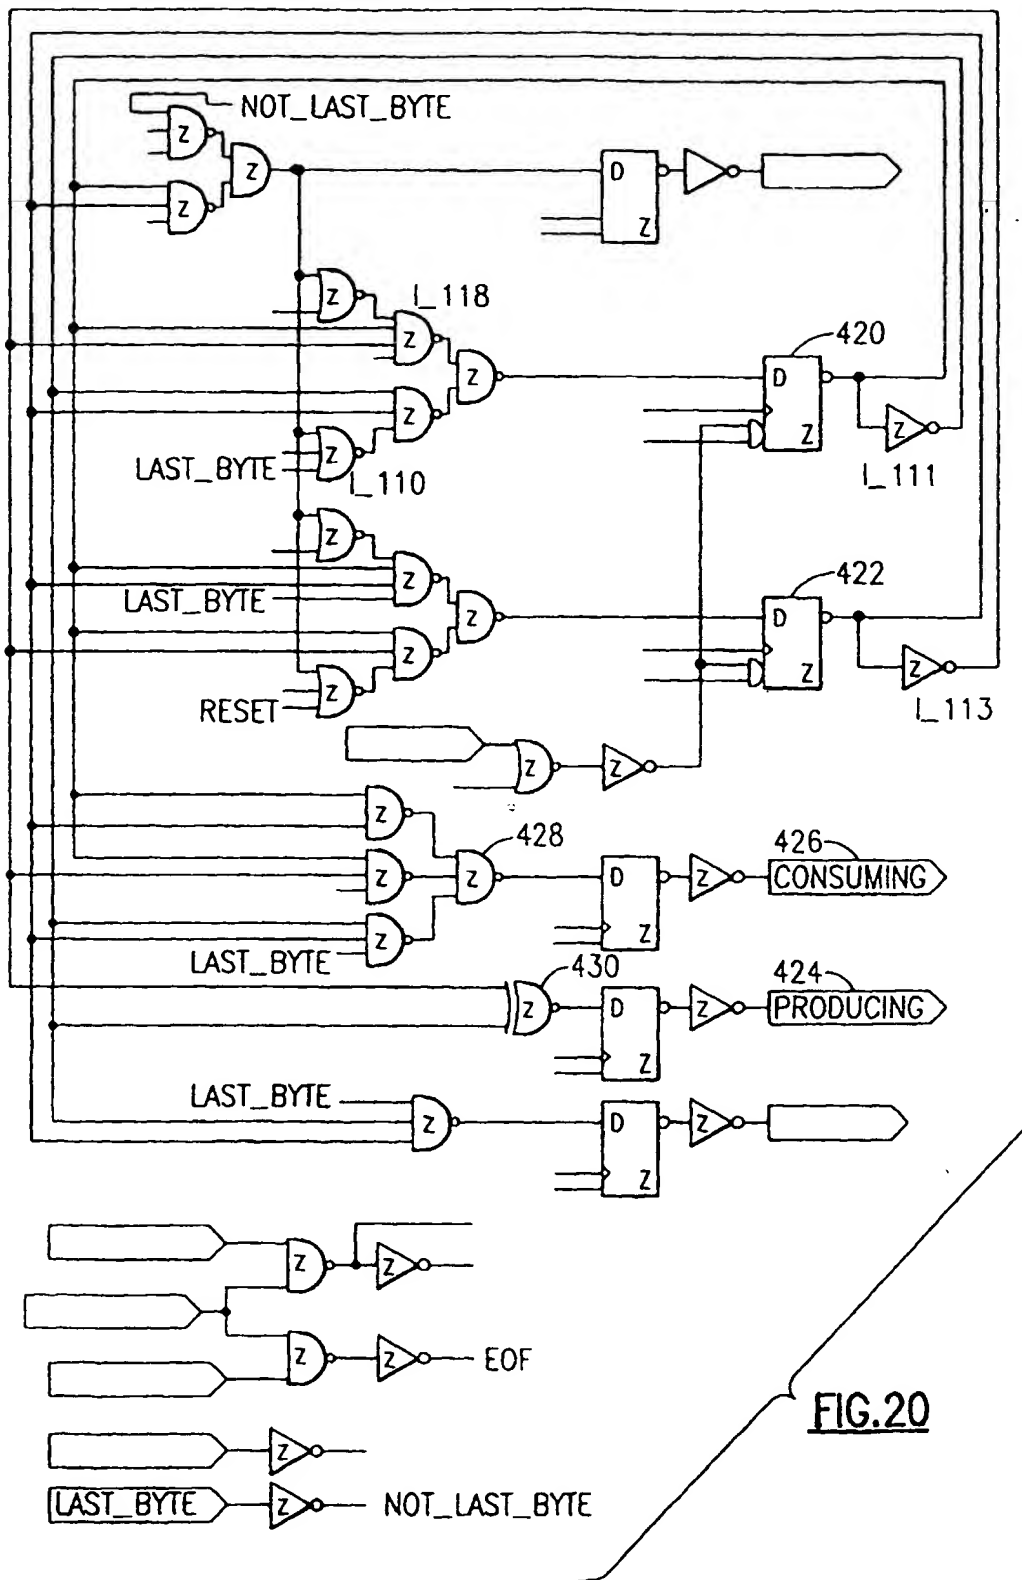 NOT_LAST_BYTE
Z
Z
Z
D
Z
Z
I_118
Z
Z
Z
420
D
Z
Z
Z
LAST_BYTE
Z
I_110
I_111
Z
LAST_BYTE
Z
Z
422
D
Z
Z
Z
RESET
Z
I_113
Z
Z
Z
428
426
Z
Z
D
Z
Z
CONSUMING
Z
LAST_BYTE
430
424
Z
D
Z
Z
PRODUCING
LAST_BYTE
Z
D
Z
Z
Z
Z
Z
Z
EOF
FIG.20
Z
LAST_BYTE
Z
NOT_LAST_BYTE